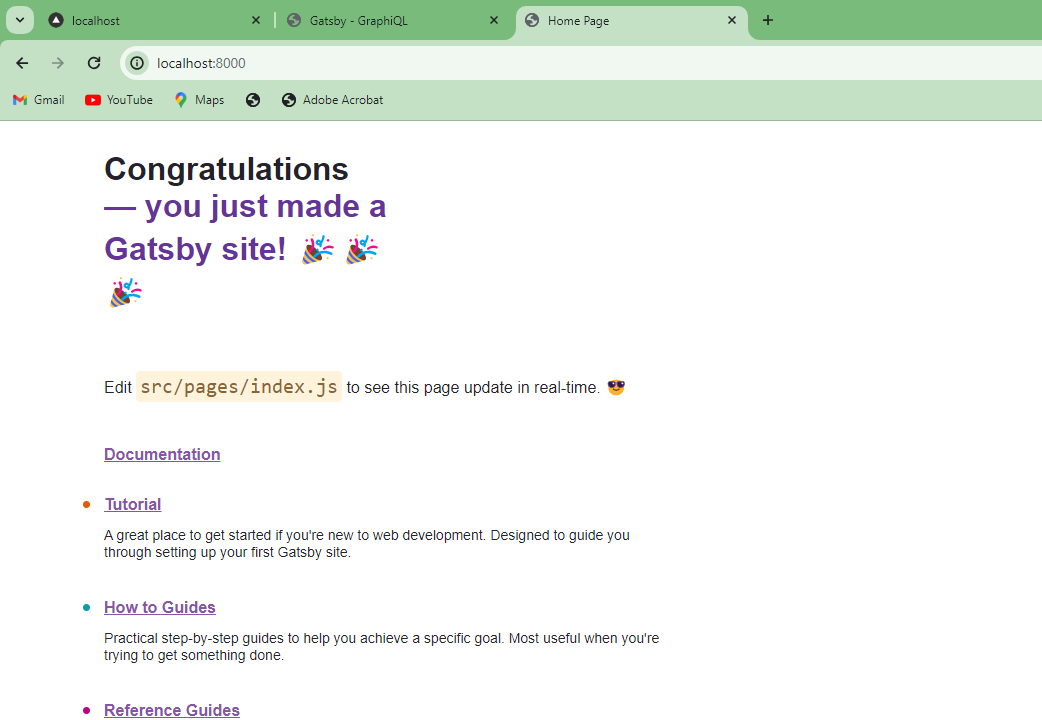 localhost
Gatsby - GraphiQL
Home Page
localhost:8000
Gmail
YouTube
Maps
Adobe Acrobat
Congratulations
— you just made a
Gatsby site! 🎉 🎉
🎉
Edit src/pages/index.js to see this page update in real-time. 😎
Documentation
Tutorial
A great place to get started if you're new to web development. Designed to guide you
through setting up your first Gatsby site.
How to Guides
Practical step-by-step guides to help you achieve a specific goal. Most useful when you're
trying to get something done.
Reference Guides